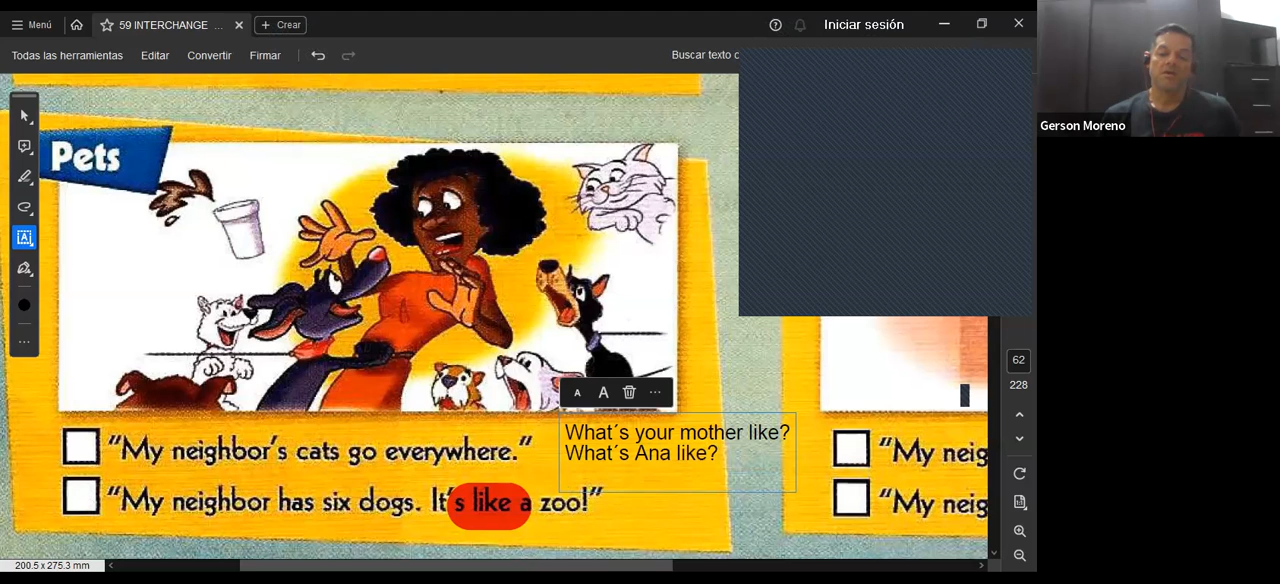 Menú
59 INTERCHANGE ...
Crear
Iniciar sesión
Todas las herramientas
Editar
Convertir
Firmar
Buscar texto
Gerson Moreno
Pets
62
228
A A ...
What´s your mother like?
What´s Ana like?
"My neighbor's cats go everywhere."
"My neig
"My neighbor has six dogs. It's like a zoo!"
"My neig
200.5 x 275.3 mm